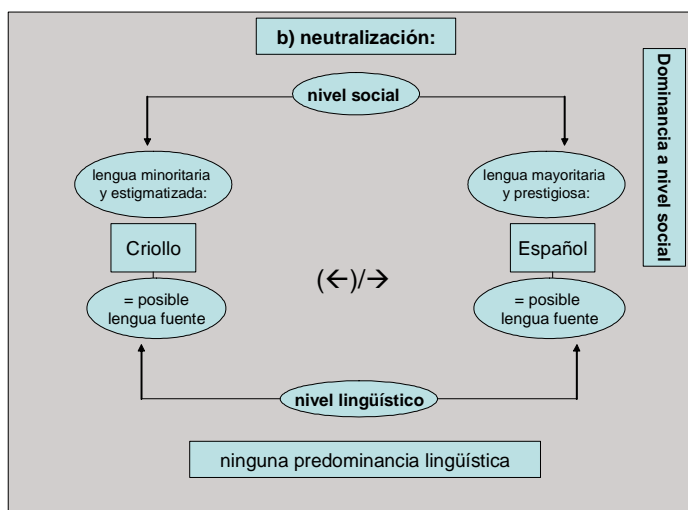 b) neutralización:
nivel social
Dominancia a nivel social
lengua minoritaria
y estigmatizada:
lengua mayoritaria
y prestigiosa:
Criollo
Español
(←)/→
= posible
lengua fuente
= posible
lengua fuente
nivel lingüístico
ninguna predominancia lingüística